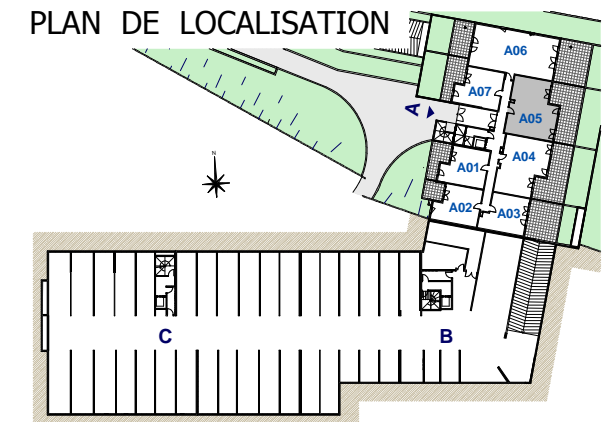 PLAN DE LOCALISATION
A06
A07
A05
A
A04
A01
A02
A03
N
C
B